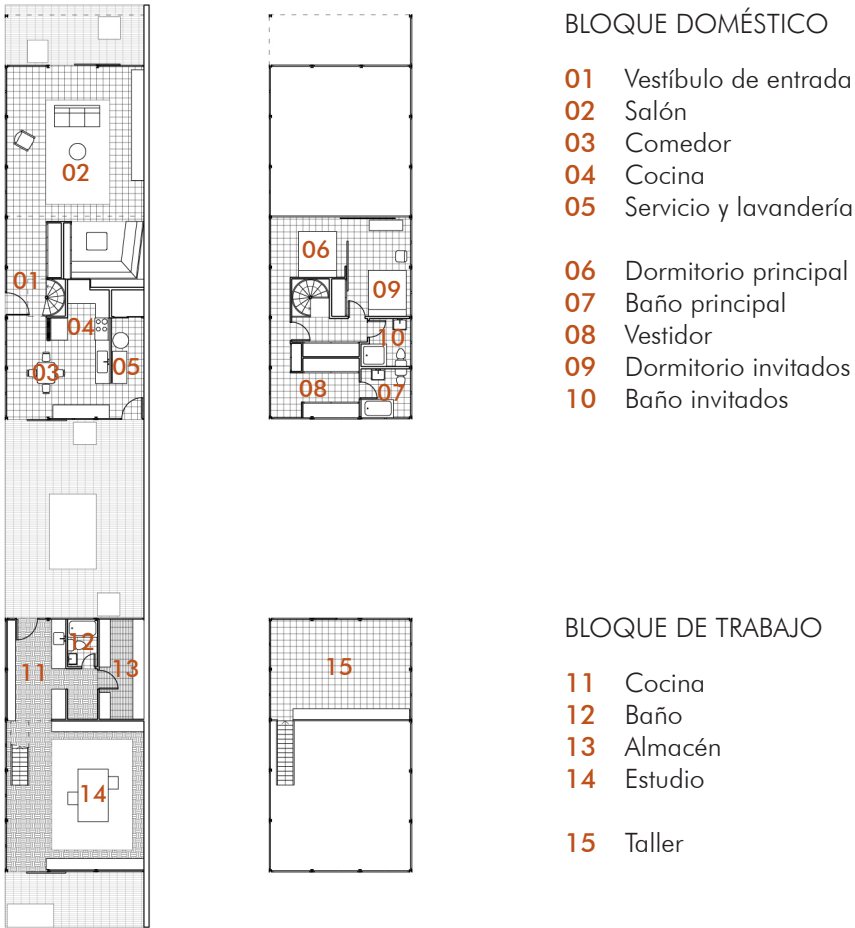 BLOQUE DOMÉSTICO
01 Vestíbulo de entrada
02 Salón
03 Comedor
04 Cocina
05 Servicio y lavandería
06 Dormitorio principal
07 Baño principal
08 Vestidor
09 Dormitorio invitados
10 Baño invitados
BLOQUE DE TRABAJO
11 Cocina
12 Baño
13 Almacén
14 Estudio
15 Taller
02
01
04
03
05
06
09
10
08
07
12
11
13
14
15